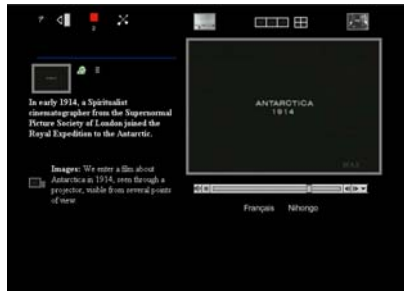 ?
2
ANTARCTICA
1914
In early 1914, a Spiritualist
cinematographer from the Supernormal
Picture Society of London joined the
Royal Expedition to the Antarctic.
Images: We enter a film about
Antarctica in 1914, seen through a
projector, visible from several points
of view
Français Nihongo